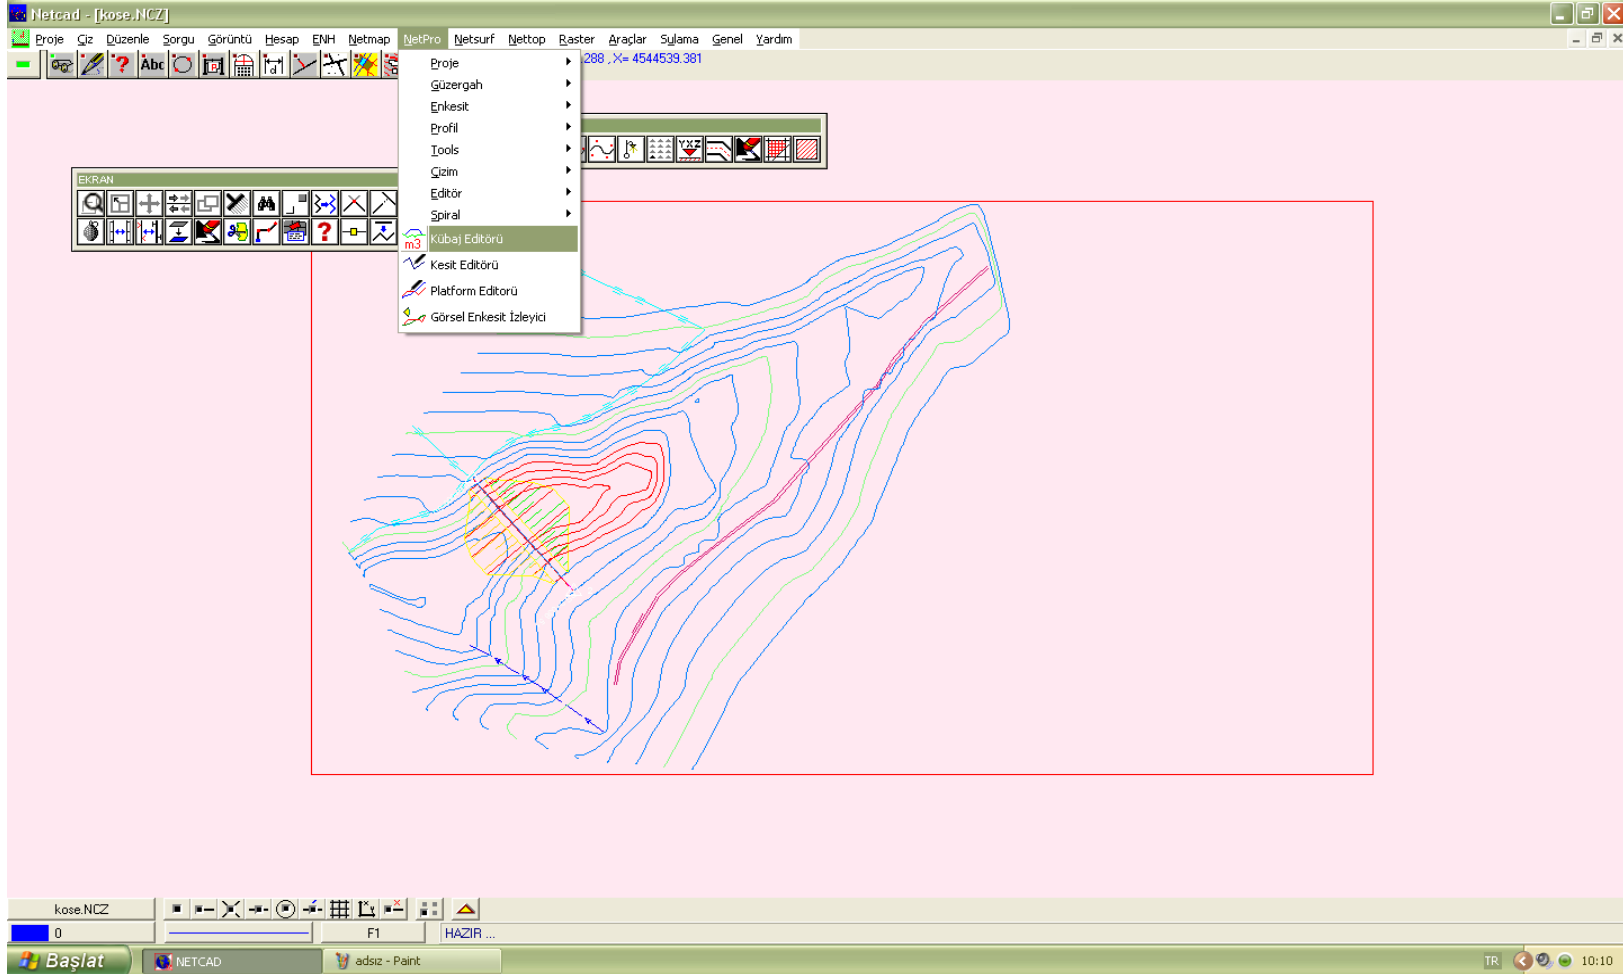 Netcad - [kose.NCZ]
Proje Çiz Düzenle Sorgu Görüntü Hesap ENH Netmap NetPro Netsurf Nettop Raster Araçlar Sulama Genel Yardım
Abc
.288 , X= 4544539.381
Proje
Güzergah
Enkesit
Profil
Tools
Çizim
Editör
Spiral
m3 Kübaj Editörü
Kesit Editörü
Platform Editorü
Görsel Enkesit İzleyici
YXZ
EKRAN
kose.NCZ
0 F1 HAZIR ...
Başlat NETCAD adsız - Paint TR 10:10